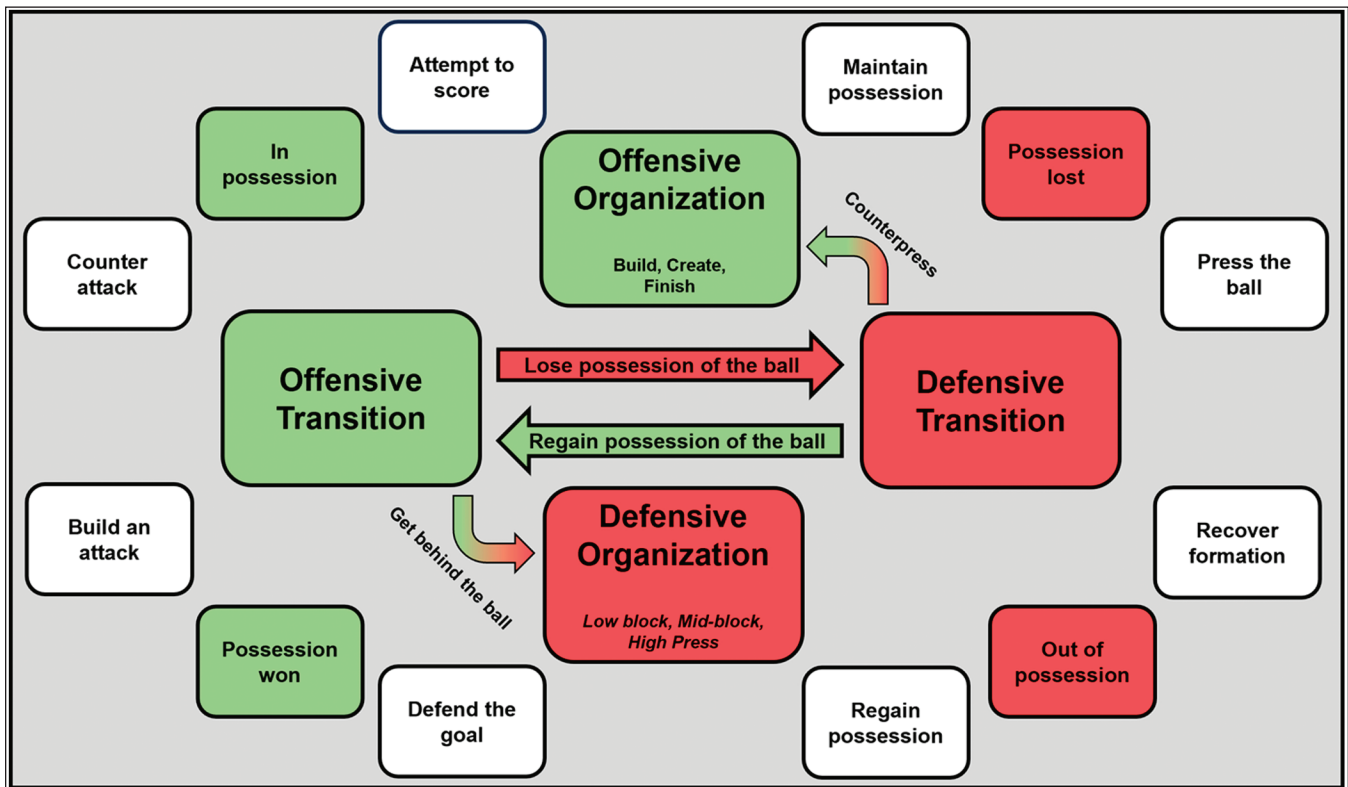 Attempt to
score
Maintain
possession
In
possession
Offensive
Organization
Build, Create,
Finish
Possession
lost
Counterpress
Counter
attack
Press the
ball
Offensive
Transition
Lose possession of the ball
Regain possession of the ball
Defensive
Transition
Get behind the ball
Defensive
Organization
Low block, Mid-block,
High Press
Build an
attack
Recover
formation
Possession
won
Out of
possession
Defend the
goal
Regain
possession